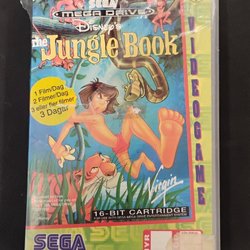 SEGA
MEGA DRIVE
DISNEY'S
the Jungle Book
1 Film/Dag
2 Filmer/Dag
3 eller fler filmer
3 Dagar
VIDEOGAME
Virgin
16-BIT CARTRIDGE
SEGA